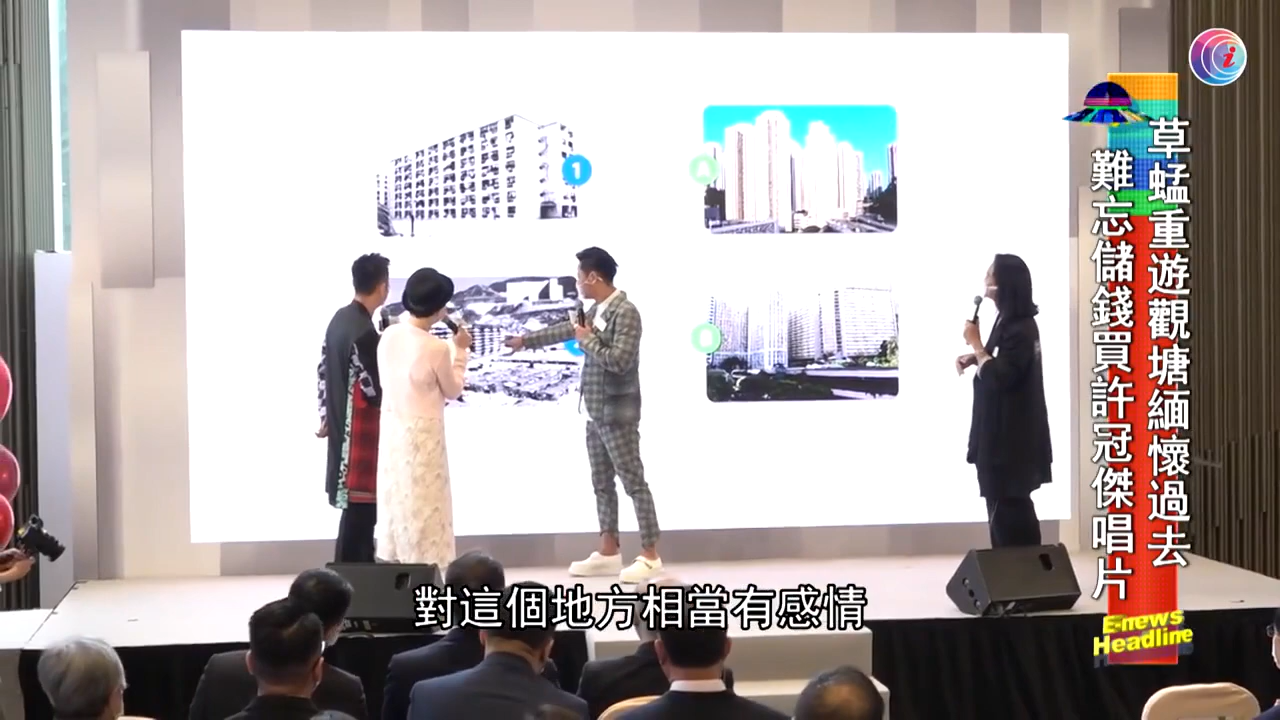 草蜢重遊觀塘緬懷過去
難忘儲錢買許冠傑唱片
i
1
A
B
對這個地方相當有感情
E-news
Headline